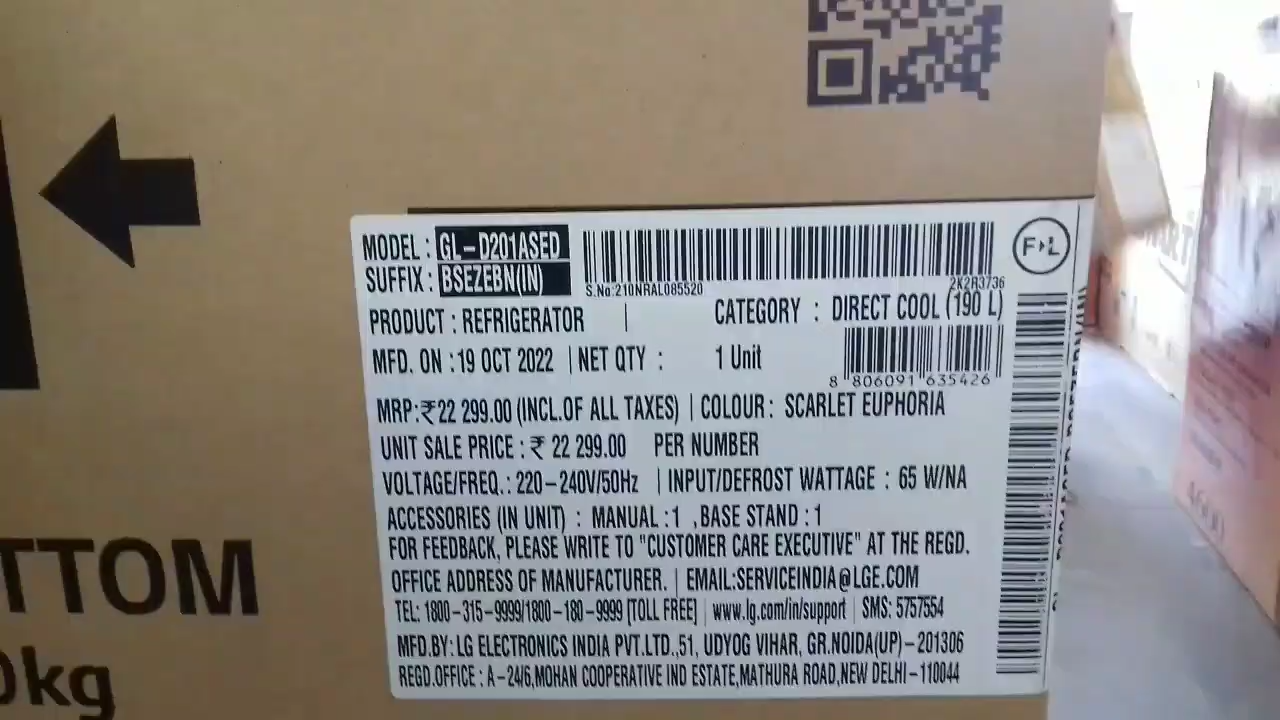 MODEL : GL-D201ASED
SUFFIX : BSEZEBN(IN)
S.No:210NRAL085520
2K2R3736
F L
PRODUCT : REFRIGERATOR | CATEGORY : DIRECT COOL (190 L)
MFD. ON : 19 OCT 2022 | NET QTY : 1 Unit
8 806091 635426
MRP:₹22 299.00 (INCL.OF ALL TAXES) | COLOUR: SCARLET EUPHORIA
UNIT SALE PRICE : ₹ 22 299.00 PER NUMBER
VOLTAGE/FREQ.: 220-240V/50Hz | INPUT/DEFROST WATTAGE : 65 W/NA
ACCESSORIES (IN UNIT) : MANUAL :1 ,BASE STAND :1
FOR FEEDBACK, PLEASE WRITE TO "CUSTOMER CARE EXECUTIVE" AT THE REGD.
OFFICE ADDRESS OF MANUFACTURER. | EMAIL:SERVICEINDIA@LGE.COM
TEL: 1800-315-9999/1800-180-9999 [TOLL FREE] | www.lg.com/in/support | SMS: 5757554
MFD.BY: LG ELECTRONICS INDIA PVT.LTD.,51, UDYOG VIHAR, GR.NOIDA(UP)-201306
REGD.OFFICE : A-24/6,MOHAN COOPERATIVE IND ESTATE,MATHURA ROAD,NEW DELHI-110044
TTOM
0kg